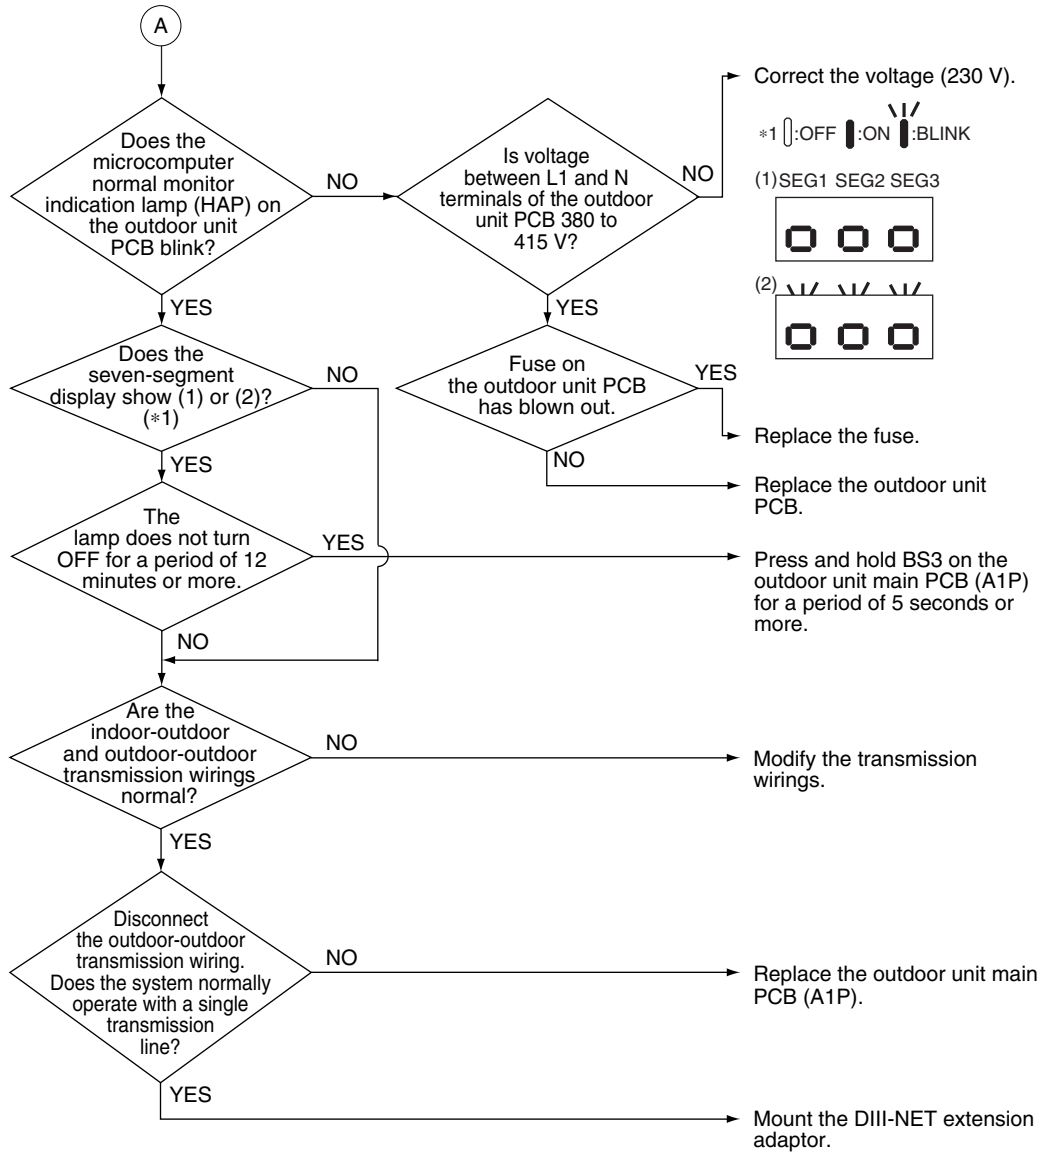 A
Does the
microcomputer
normal monitor
indication lamp (HAP) on
the outdoor unit
PCB blink?
NO
YES
Is voltage
between L1 and N
terminals of the outdoor
unit PCB 380 to
415 V?
NO
YES
Correct the voltage (230 V).
*1 :OFF :ON :BLINK
(1) SEG1 SEG2 SEG3
(2)
Does the
seven-segment
display show (1) or (2)?
(*1)
NO
YES
Fuse on
the outdoor unit PCB
has blown out.
YES
NO
Replace the fuse.
Replace the outdoor unit
PCB.
The
lamp does not turn
OFF for a period of 12
minutes or more.
YES
NO
Press and hold BS3 on the
outdoor unit main PCB (A1P)
for a period of 5 seconds or
more.
Are the
indoor-outdoor
and outdoor-outdoor
transmission wirings
normal?
NO
YES
Modify the transmission
wirings.
Disconnect
the outdoor-outdoor
transmission wiring.
Does the system normally
operate with a single
transmission
line?
NO
YES
Replace the outdoor unit main
PCB (A1P).
Mount the DIII-NET extension
adaptor.